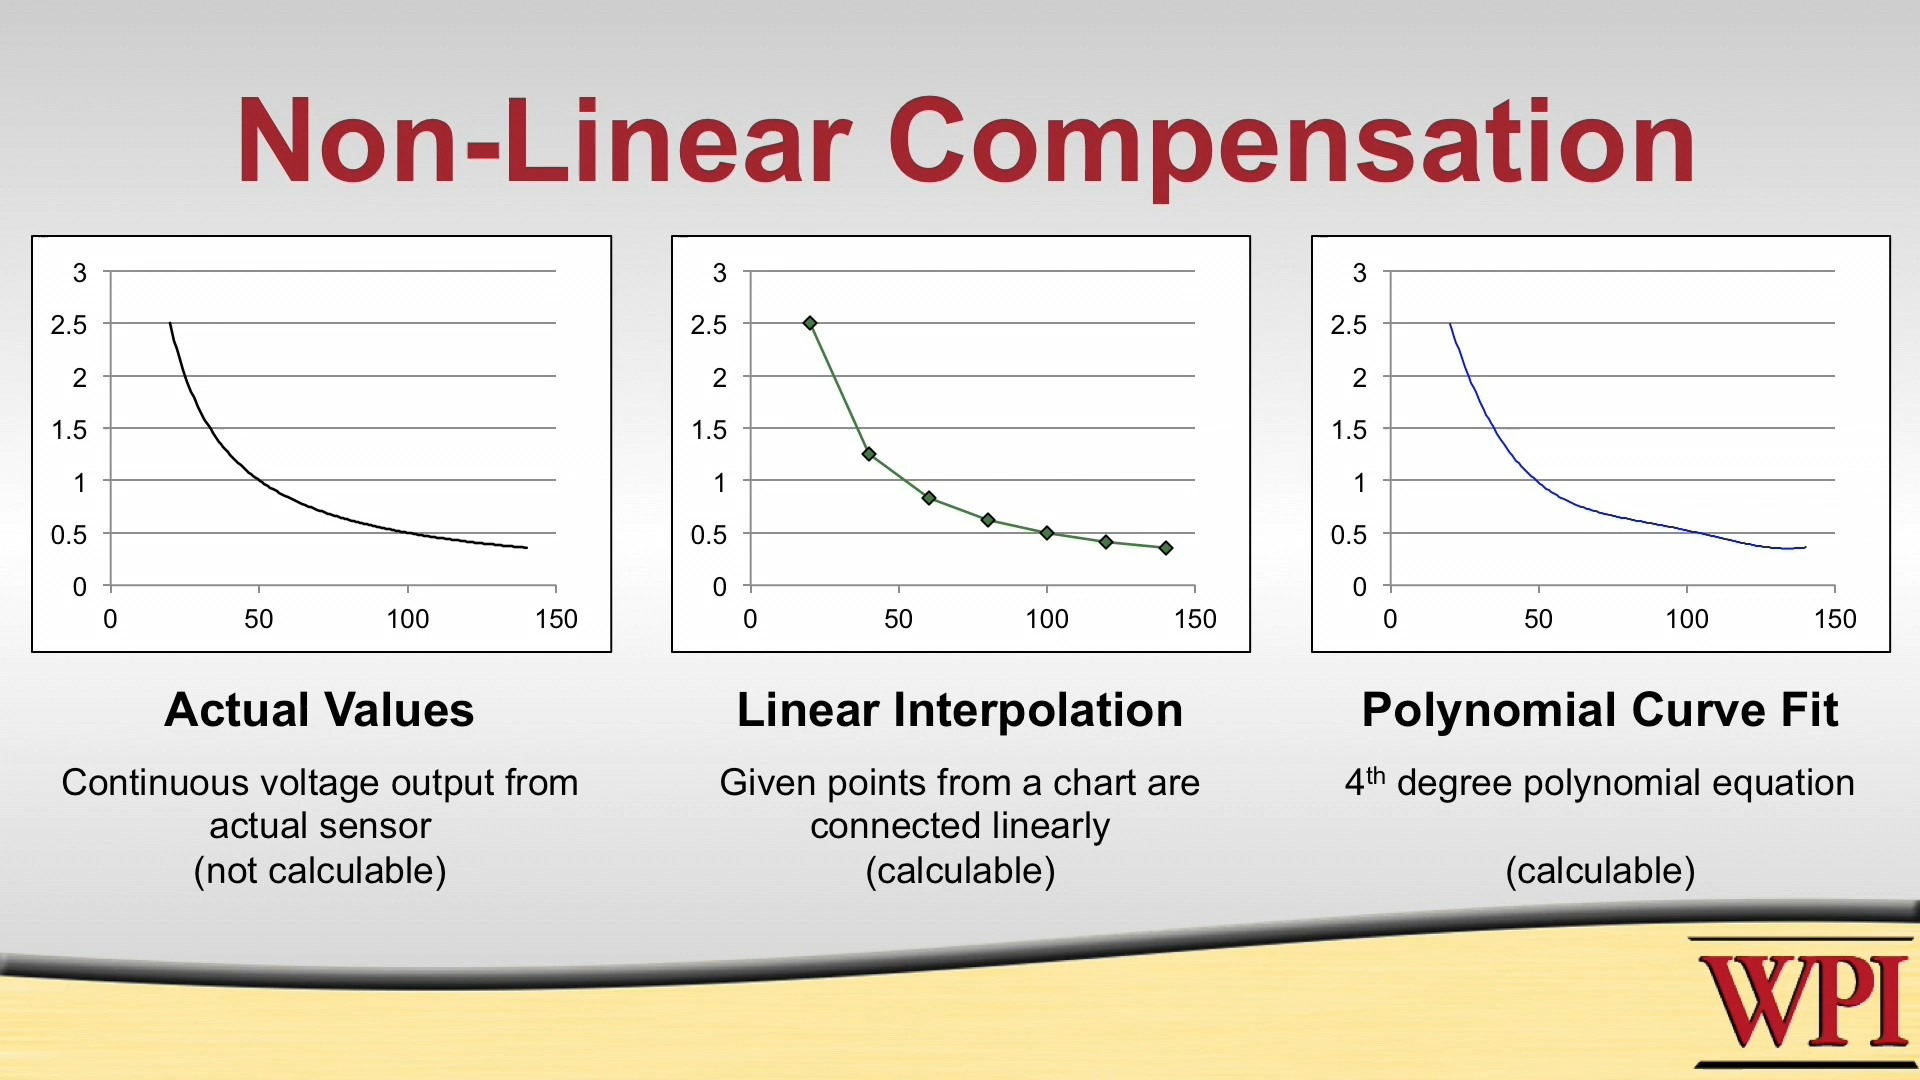 Non-Linear Compensation
3
2.5
2
1.5
1
0.5
0
0 50 100 150
3
2.5
2
1.5
1
0.5
0
0 50 100 150
3
2.5
2
1.5
1
0.5
0
0 50 100 150
Actual Values
Continuous voltage output from
actual sensor
(not calculable)
Linear Interpolation
Given points from a chart are
connected linearly
(calculable)
Polynomial Curve Fit
4th degree polynomial equation
(calculable)
WPI